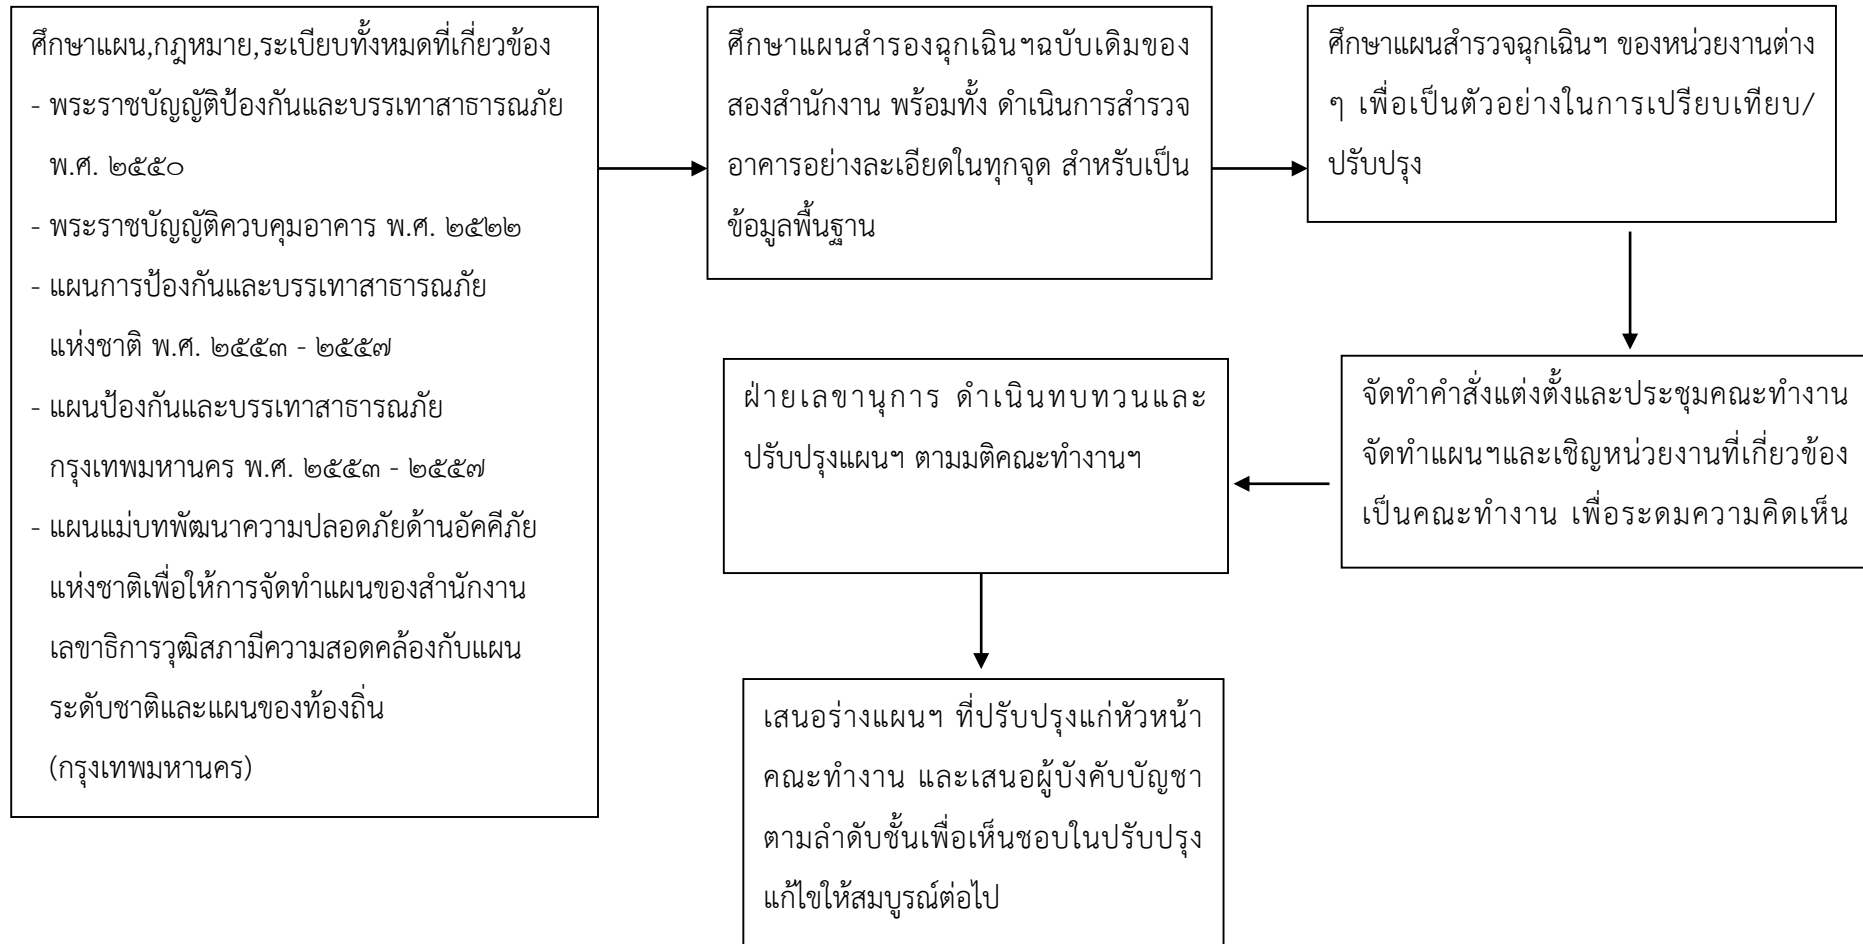 ศึกษาแผน,กฎหมาย,ระเบียบทั้งหมดที่เกี่ยวข้อง
- พระราชบัญญัติป้องกันและบรรเทาสาธารณภัย
พ.ศ. ๒๕๕๐
- พระราชบัญญัติควบคุมอาคาร พ.ศ. ๒๕๒๒
- แผนการป้องกันและบรรเทาสาธารณภัย
แห่งชาติ พ.ศ. ๒๕๕๓ - ๒๕๕๗
- แผนป้องกันและบรรเทาสาธารณภัย
กรุงเทพมหานคร พ.ศ. ๒๕๕๓ - ๒๕๕๗
- แผนแม่บทพัฒนาความปลอดภัยด้านอัคคีภัย
แห่งชาติเพื่อให้การจัดทำแผนของสำนักงาน
เลขาธิการวุฒิสภามีความสอดคล้องกับแผน
ระดับชาติและแผนของท้องถิ่น
(กรุงเทพมหานคร)
ศึกษาแผนสำรองฉุกเฉินฯฉบับเดิมของ
สองสำนักงาน พร้อมทั้ง ดำเนินการสำรวจ
อาคารอย่างละเอียดในทุกจุด สำหรับเป็น
ข้อมูลพื้นฐาน
ศึกษาแผนสำรวจฉุกเฉินฯ ของหน่วยงานต่าง
ๆ เพื่อเป็นตัวอย่างในการเปรียบเทียบ/
ปรับปรุง
จัดทำคำสั่งแต่งตั้งและประชุมคณะทำงาน
จัดทำแผนฯและเชิญหน่วยงานที่เกี่ยวข้อง
เป็นคณะทำงาน เพื่อระดมความคิดเห็น
ฝ่ายเลขานุการ ดำเนินทบทวนและ
ปรับปรุงแผนฯ ตามมติคณะทำงานฯ
เสนอร่างแผนฯ ที่ปรับปรุงแก่หัวหน้า
คณะทำงาน และเสนอผู้บังคับบัญชา
ตามลำดับชั้นเพื่อเห็นชอบในปรับปรุง
แก้ไขให้สมบูรณ์ต่อไป